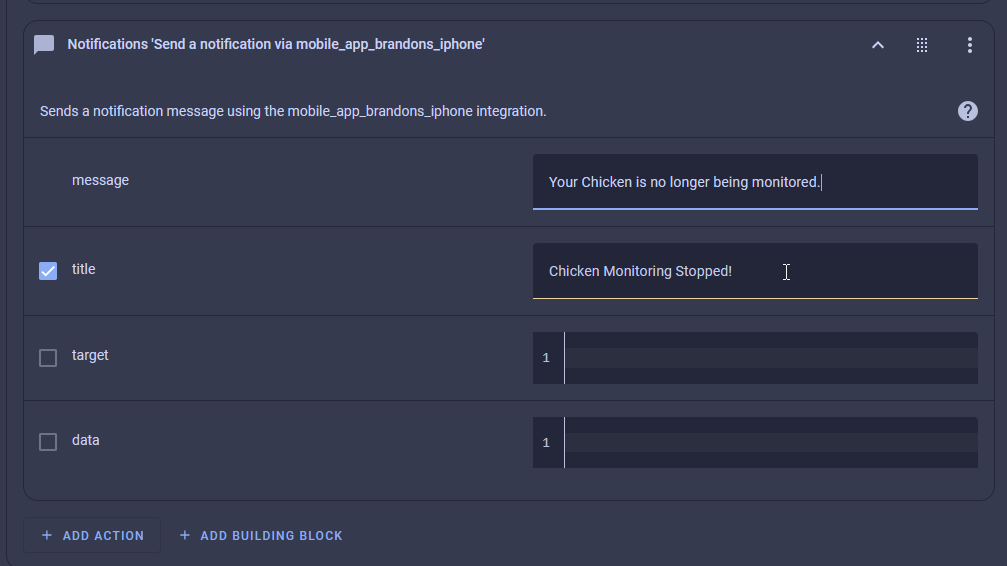 Notifications 'Send a notification via mobile_app_brandons_iphone'
Sends a notification message using the mobile_app_brandons_iphone integration.
message
Your Chicken is no longer being monitored.
title
Chicken Monitoring Stopped!
target
1
data
1
+ ADD ACTION + ADD BUILDING BLOCK